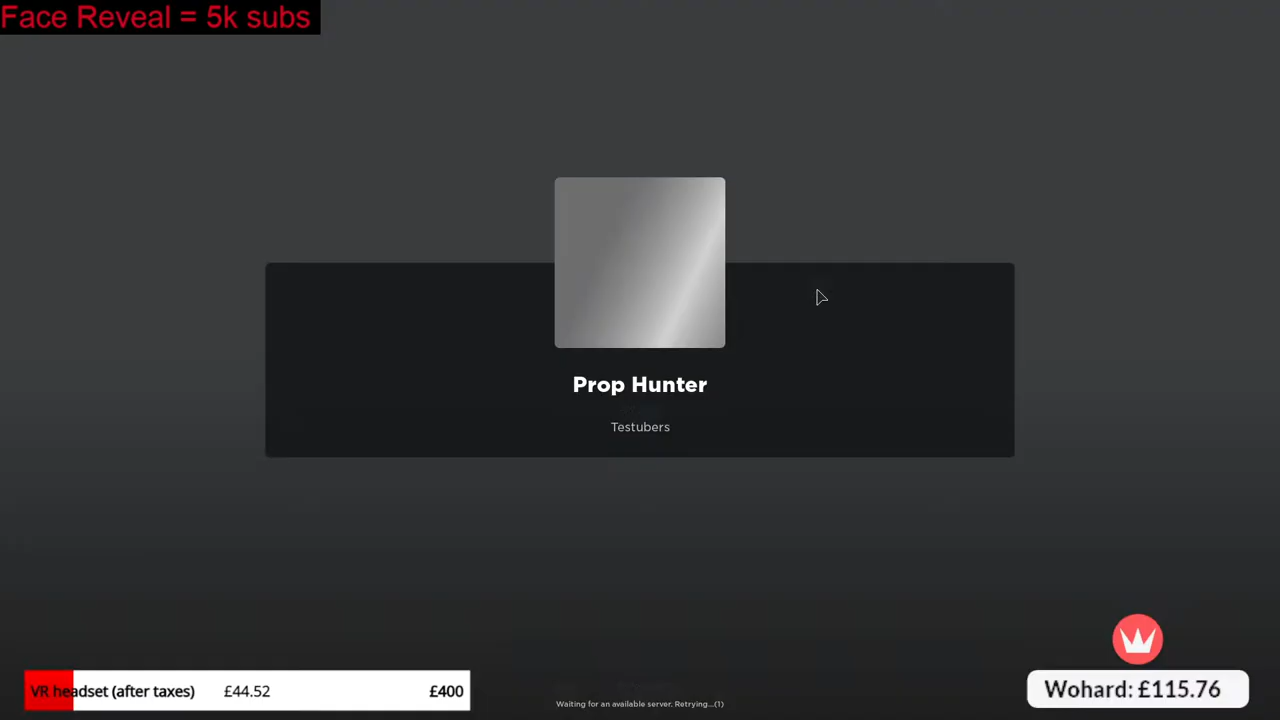 Face Reveal = 5k subs
Prop Hunter
Testubers
VR headset (after taxes) £44.52 £400
Wohard: £115.76
Waiting for an available server. Retrying...(1)